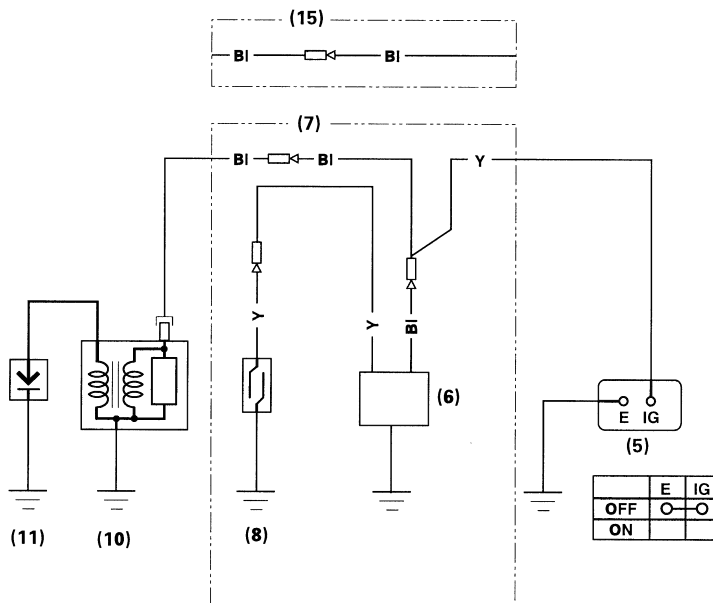 (15)
Bl Bl
(7)
Bl Bl Y
Y Y Bl
(6)
E IG
(5)
E IG
OFF
ON
(11) (10) (8)